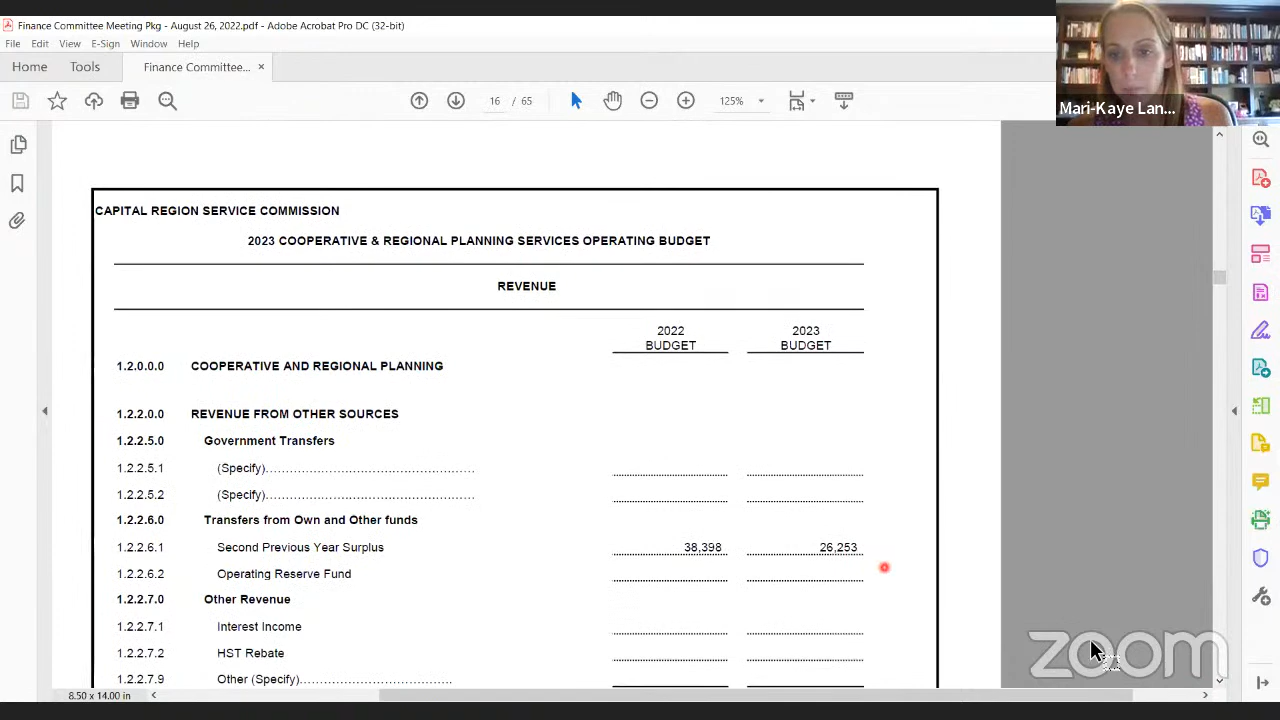 Finance Committee Meeting Pkg - August 26, 2022.pdf - Adobe Acrobat Pro DC (32-bit)
File Edit View E-Sign Window Help
Home Tools Finance Committee... ×
16 / 65 125%
Mari-Kaye Lan...
CAPITAL REGION SERVICE COMMISSION
2023 COOPERATIVE & REGIONAL PLANNING SERVICES OPERATING BUDGET
REVENUE
2022 2023
BUDGET BUDGET
1.2.0.0.0 COOPERATIVE AND REGIONAL PLANNING
1.2.2.0.0 REVENUE FROM OTHER SOURCES
1.2.2.5.0 Government Transfers
1.2.2.5.1 (Specify)..................................................
1.2.2.5.2 (Specify)..................................................
1.2.2.6.0 Transfers from Own and Other funds
1.2.2.6.1 Second Previous Year Surplus 38,398 26,253
1.2.2.6.2 Operating Reserve Fund
1.2.2.7.0 Other Revenue
1.2.2.7.1 Interest Income
1.2.2.7.2 HST Rebate
1.2.2.7.9 Other (Specify)....................................
zoom
8.50 x 14.00 in